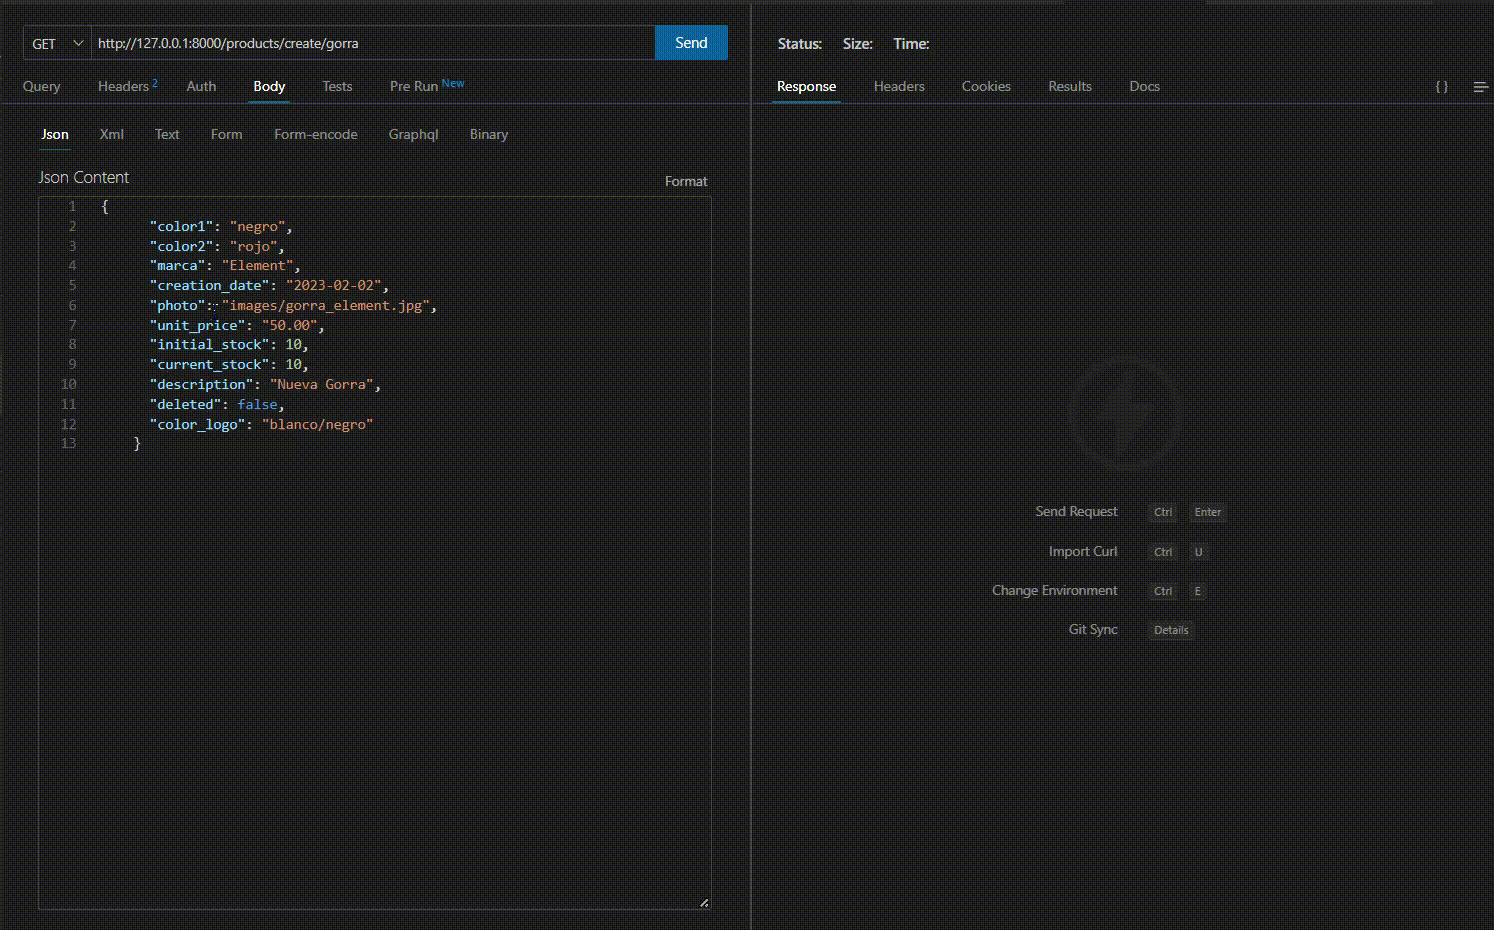 GET
http://127.0.0.1:8000/products/create/gorra
Send
Query
Headers 2
Auth
Body
Tests
Pre Run New
Json
Xml
Text
Form
Form-encode
Graphql
Binary
Json Content
Format
1 {
2 "color1": "negro",
3 "color2": "rojo",
4 "marca": "Element",
5 "creation_date": "2023-02-02",
6 "photo": "images/gorra_element.jpg",
7 "unit_price": "50.00",
8 "initial_stock": 10,
9 "current_stock": 10,
10 "description": "Nueva Gorra",
11 "deleted": false,
12 "color_logo": "blanco/negro"
13 }
Status: Size: Time:
Response
Headers
Cookies
Results
Docs
{ }
Send Request Ctrl Enter
Import Curl Ctrl U
Change Environment Ctrl E
Git Sync Details